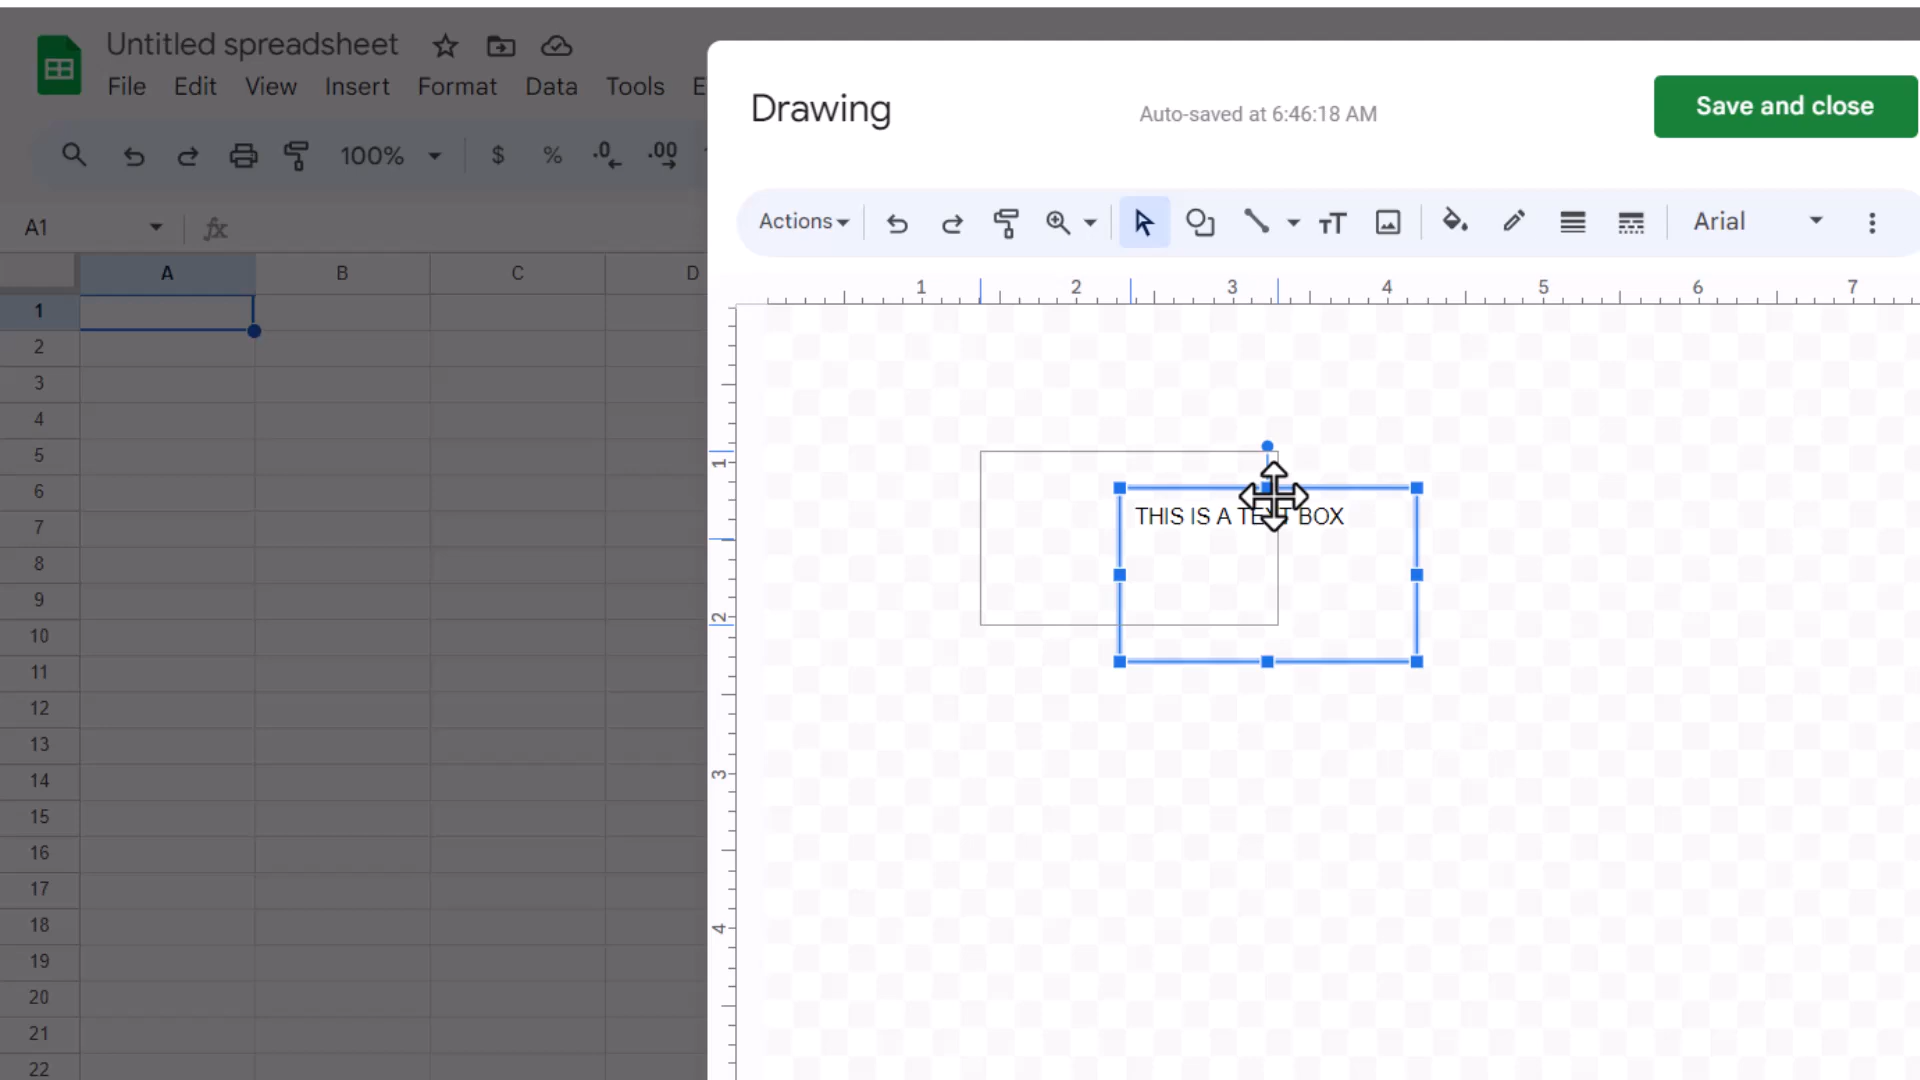 Untitled spreadsheet
File Edit View Insert Format Data Tools E
100% $ % .0 .00
A1 fx
A B C D
1
2
3
4
5
6
7
8
9
10
11
12
13
14
15
16
17
18
19
20
21
22
Drawing
Auto-saved at 6:46:18 AM
Save and close
Actions Arial
1 2 3 4 5 6 7
1
2
3
4
THIS IS A TEXT BOX